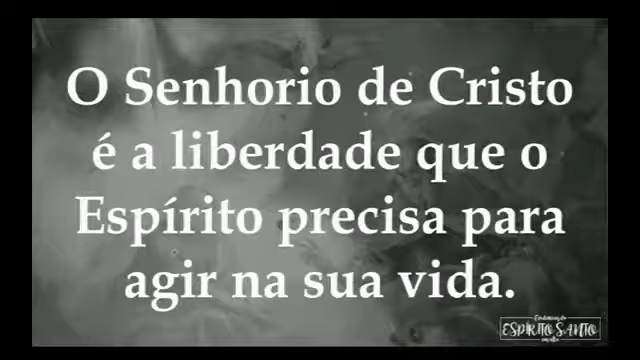 O Senhorio de Cristo
é a liberdade que o
Espírito precisa para
agir na sua vida.
ESPÍRITO SANTO